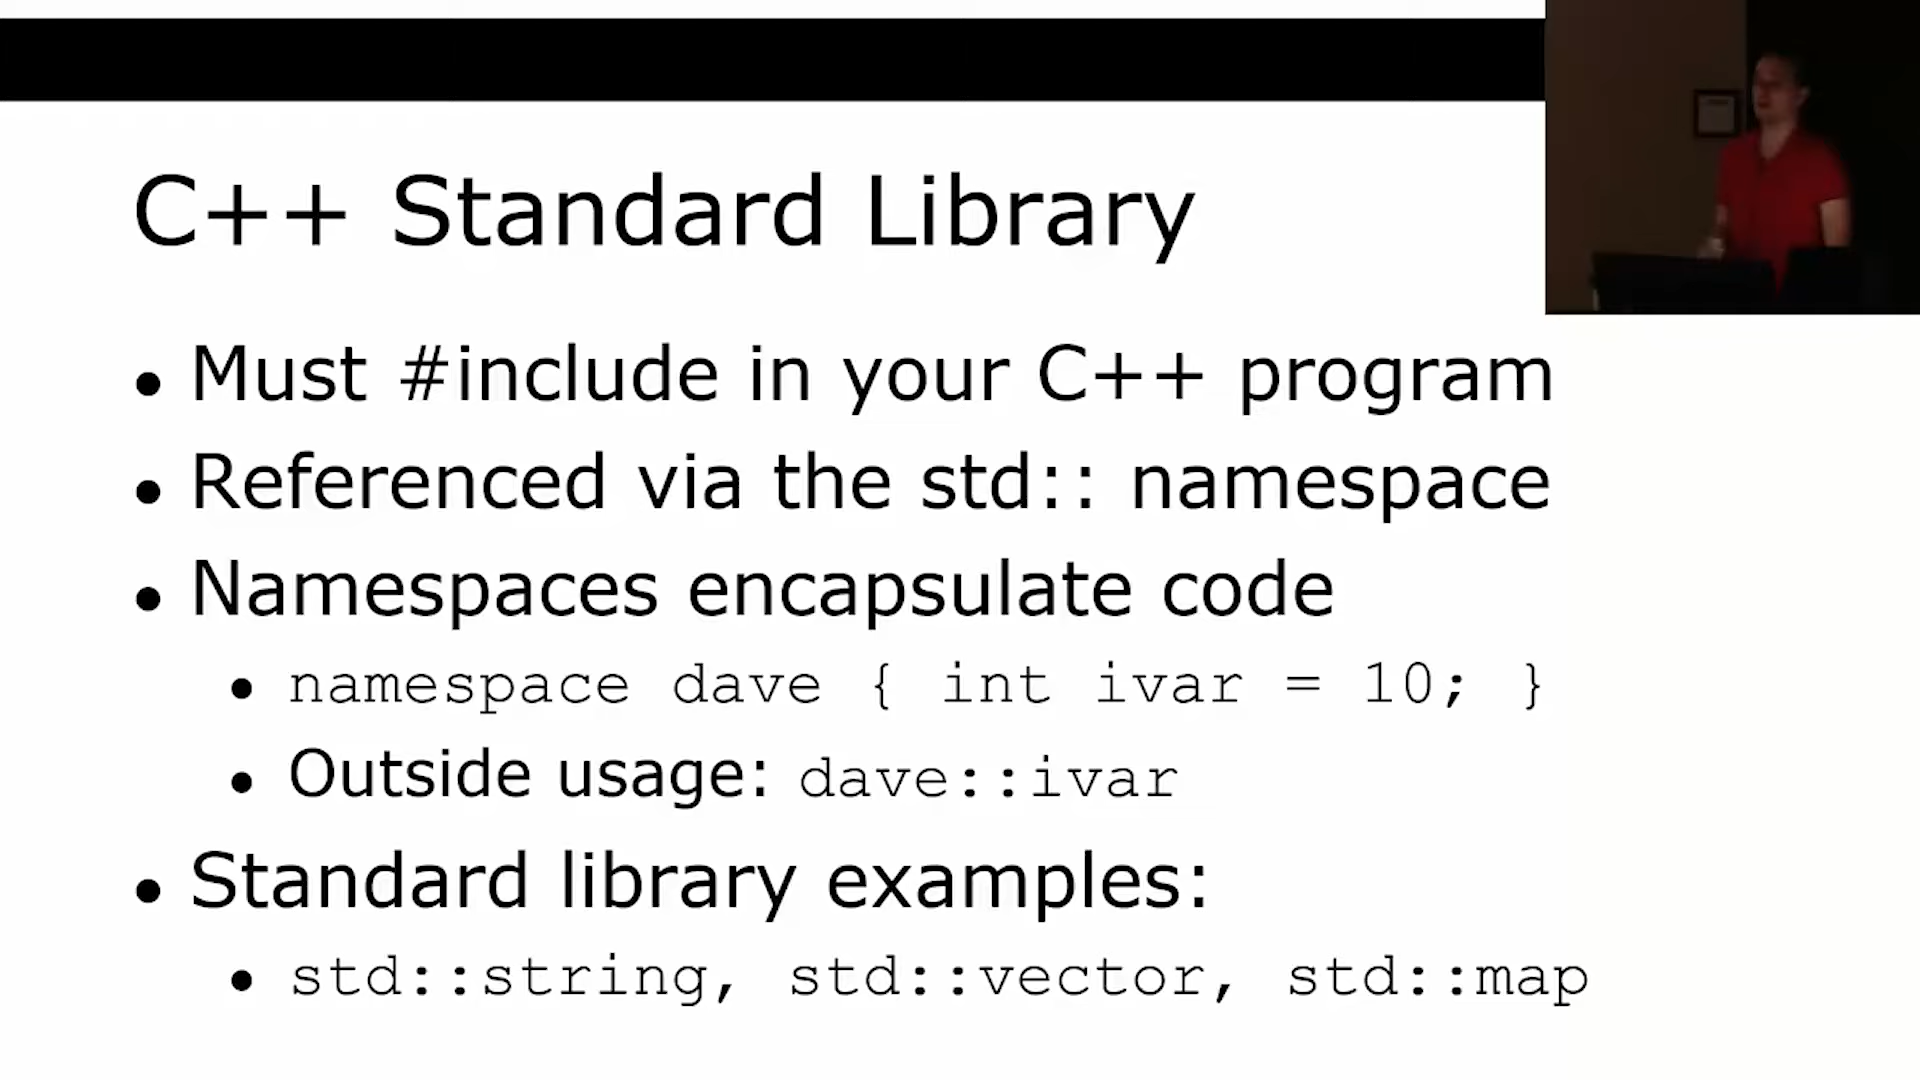 C++ Standard Library
• Must #include in your C++ program
• Referenced via the std:: namespace
• Namespaces encapsulate code
• namespace dave { int ivar = 10; }
• Outside usage: dave::ivar
• Standard library examples:
• std::string, std::vector, std::map